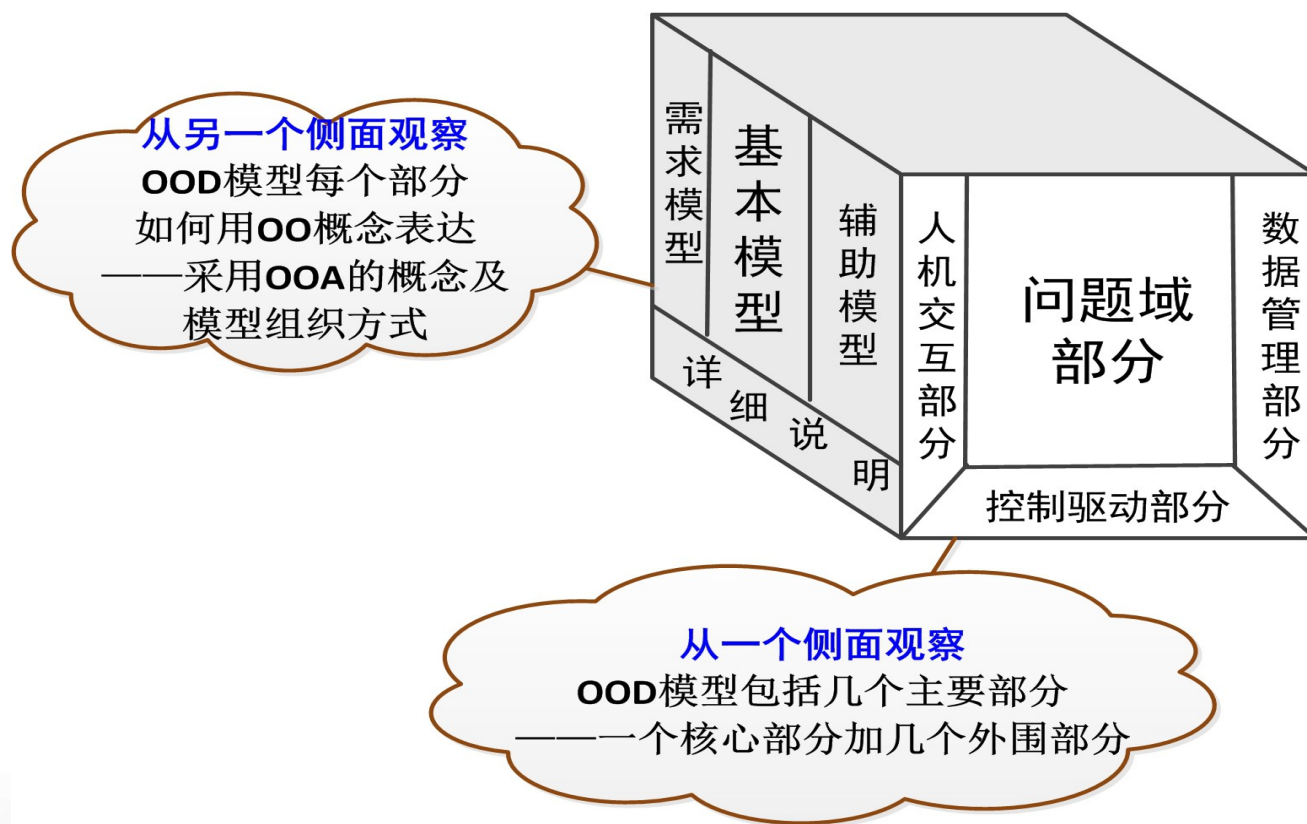 从另一个侧面观察
OOD模型每个部分
如何用OO概念表达
——采用OOA的概念及
模型组织方式
需求模型
基本模型
辅助模型
详细说明
人机交互部分
问题域
部分
数据管理部分
控制驱动部分
从一个侧面观察
OOD模型包括几个主要部分
——一个核心部分加几个外围部分